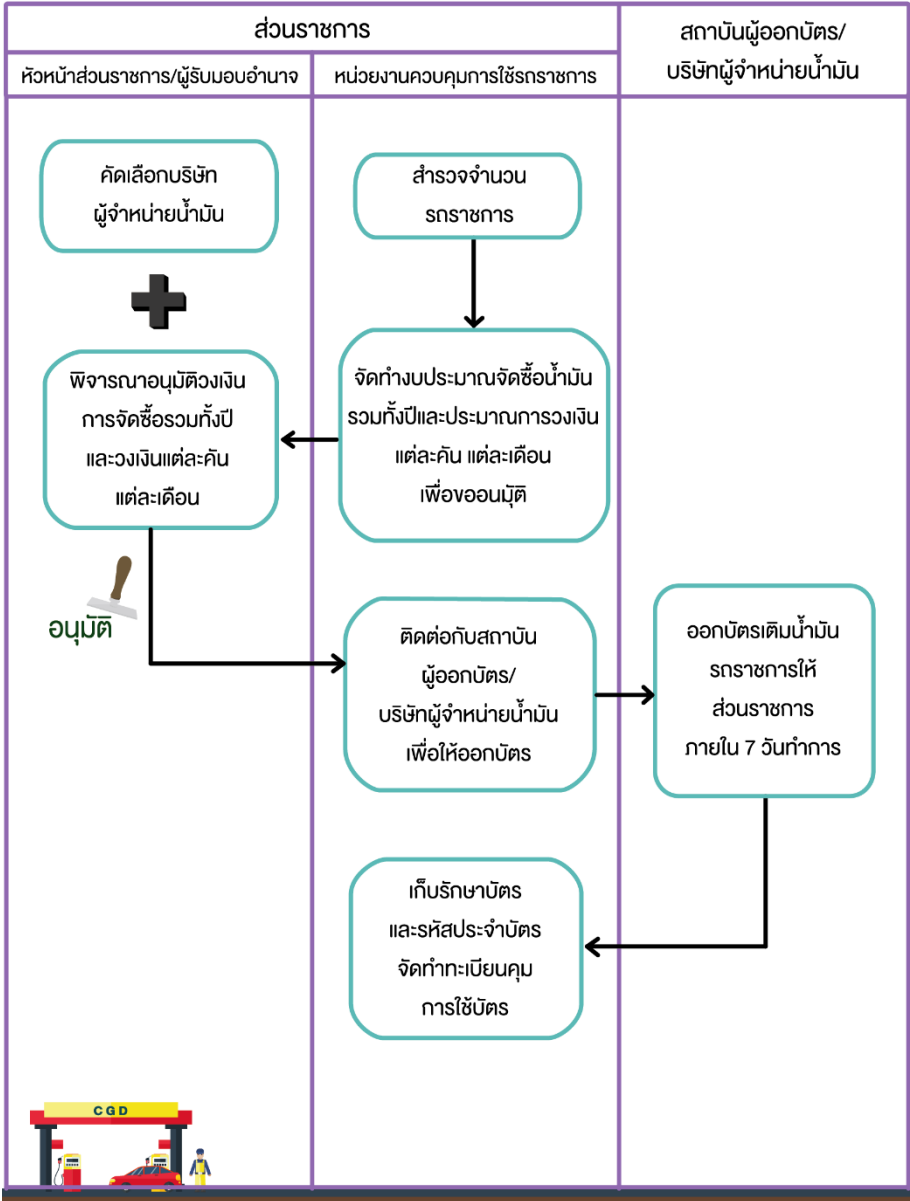 ส่วนราชการ
สถาบันผู้ออกบัตร/
บริษัทผู้จำหน่ายน้ำมัน
หัวหน้าส่วนราชการ/ผู้รับมอบอำนาจ
หน่วยงานควบคุมการใช้รถราชการ
คัดเลือกบริษัท
ผู้จำหน่ายน้ำมัน
สำรวจจำนวน
รถราชการ
พิจารณาอนุมัติวงเงิน
การจัดซื้อรวมทั้งปี
และวงเงินแต่ละคัน
แต่ละเดือน
จัดทำงบประมาณจัดซื้อน้ำมัน
รวมทั้งปีและประมาณการวงเงิน
แต่ละคัน แต่ละเดือน
เพื่อขออนมุัติ
อนุมัติ
ติดต่อกับสถาบัน
ผู้ออกบัตร/
บริษัทผู้จำหน่ายน้ำมัน
เพื่อให้ออกบัตร
ออกบัตรเติมน้ำมัน
รถราชการให้
ส่วนราชการ
ภายใน 7 วันทำการ
เก็บรักษาบัตร
และรหัสประจำบัตร
จัดทำทะเบียนคุม
การใช้บัตร
CGD